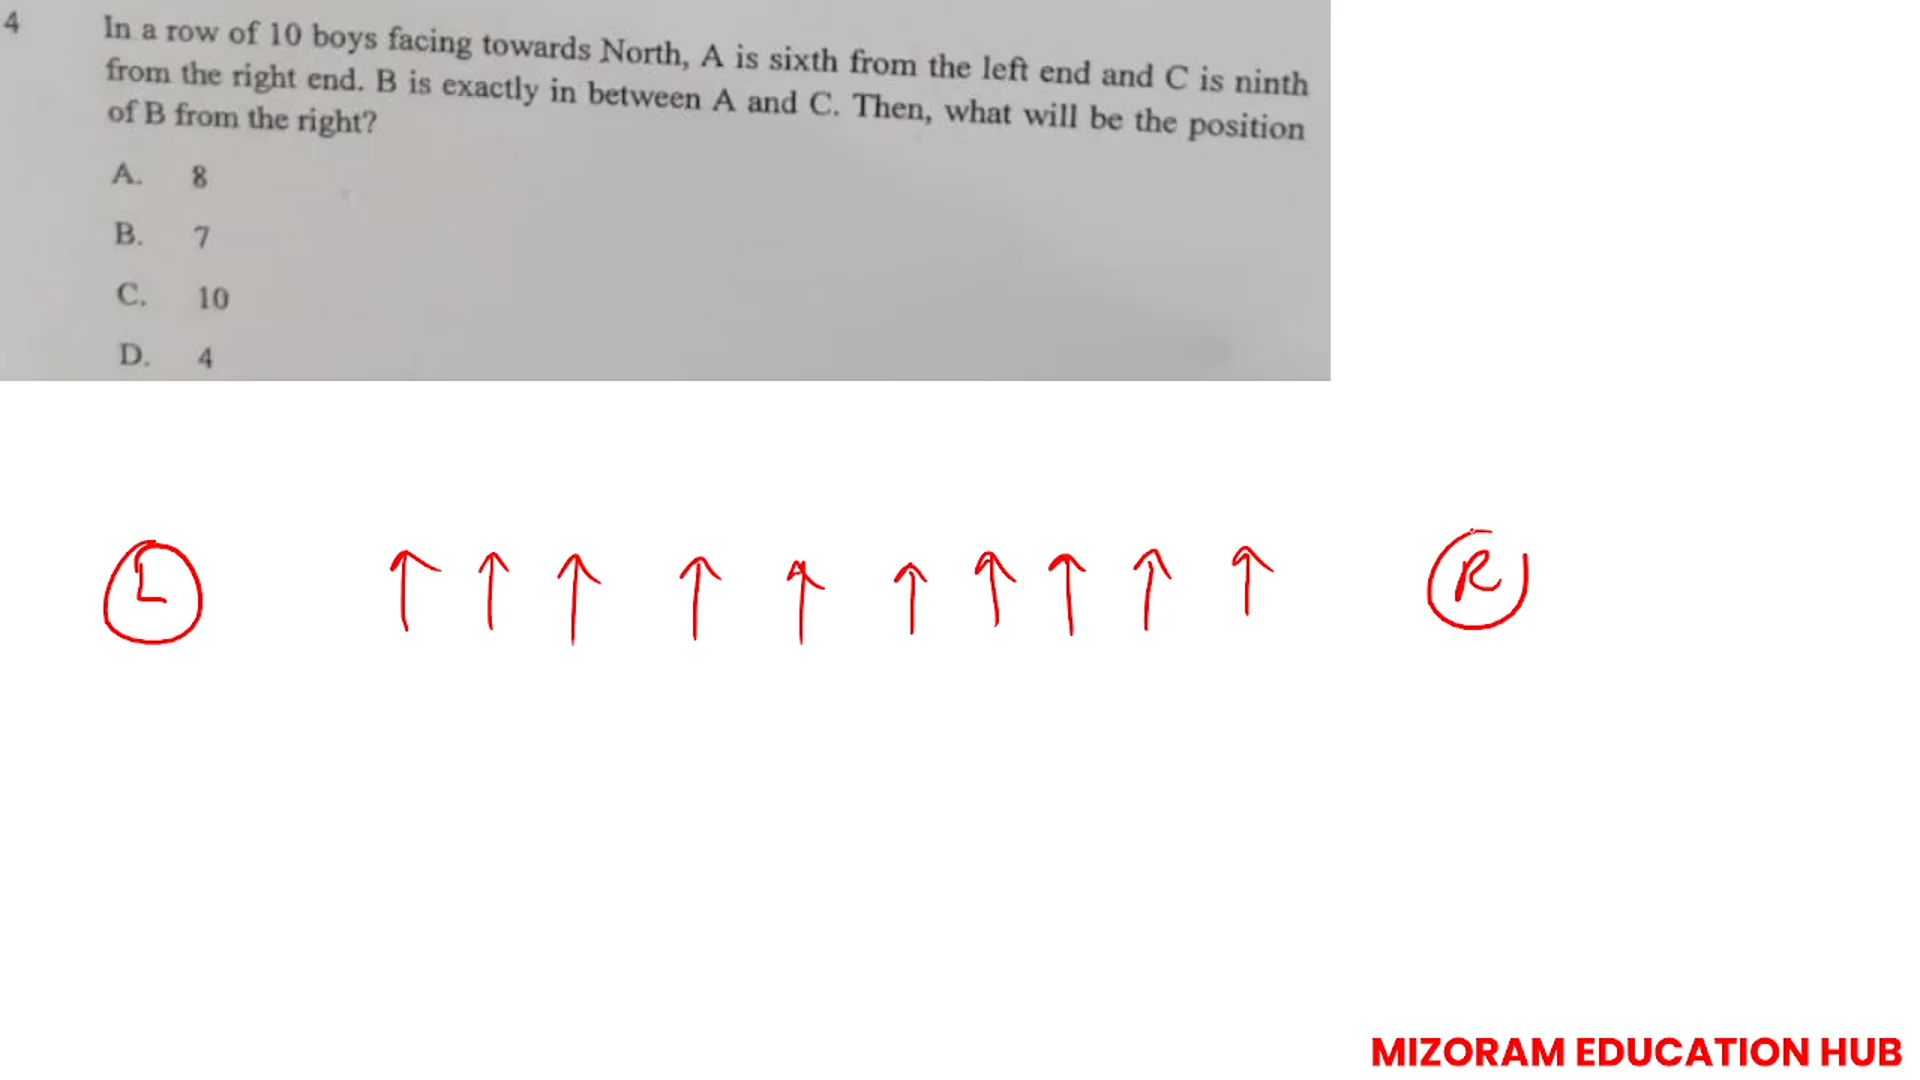 4
In a row of 10 boys facing towards North, A is sixth from the left end and C is ninth
from the right end. B is exactly in between A and C. Then, what will be the position
of B from the right?
A. 8
B. 7
C. 10
D. 4
L
R
MIZORAM EDUCATION HUB